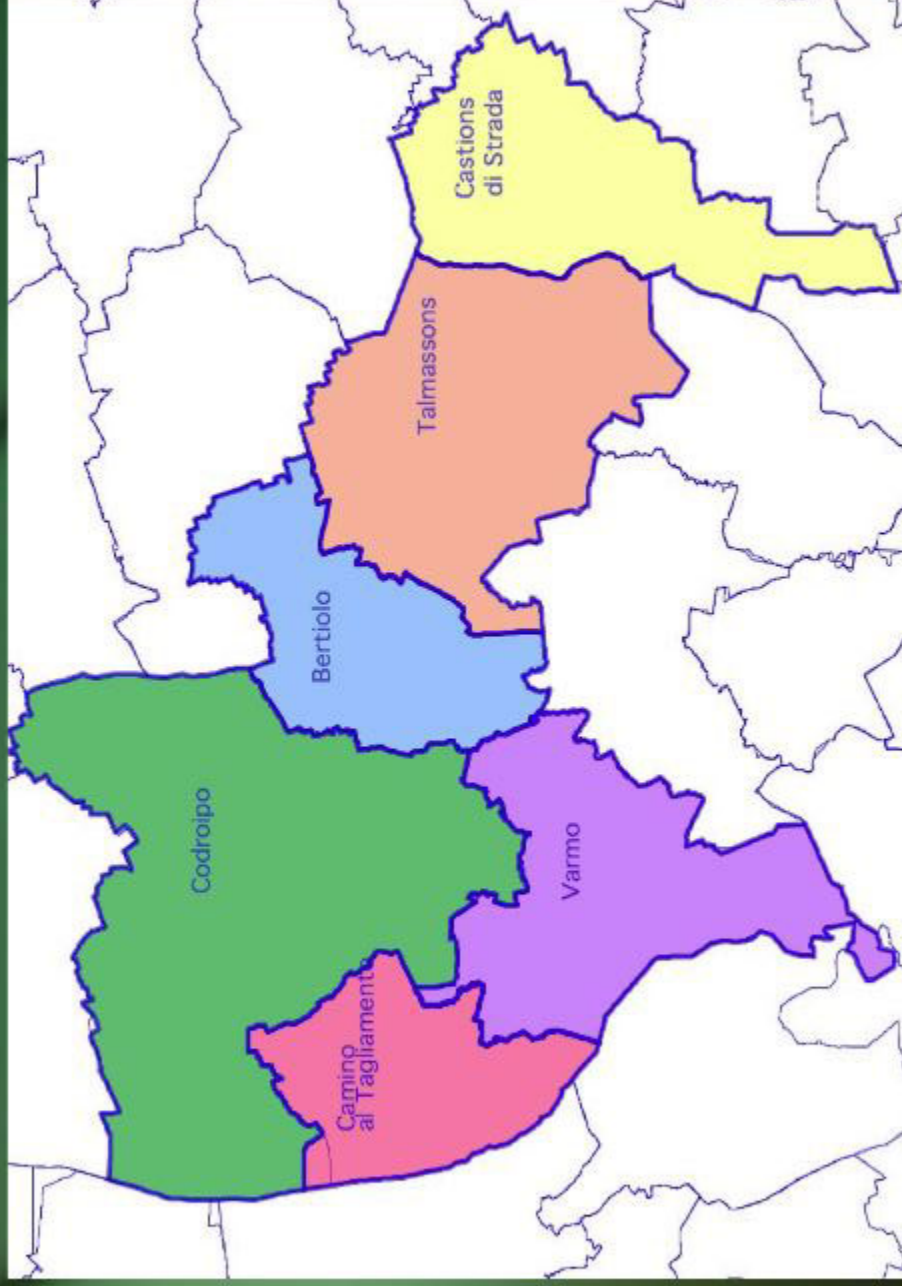 Codroipo
Camino
al Tagliamento
Bertiolo
Varmo
Talmassons
Castions
di Strada